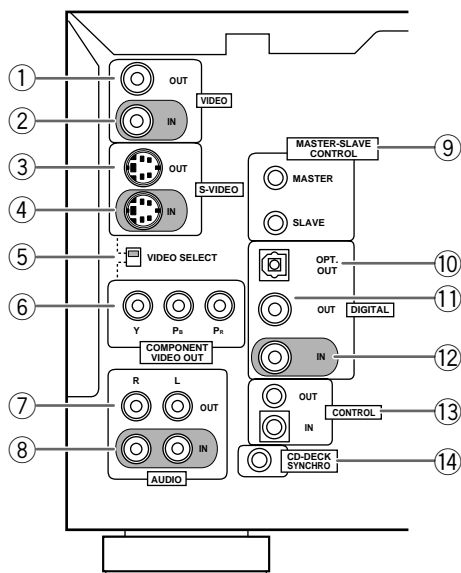 ① OUT
② IN
VIDEO
③ OUT
④ IN
S-VIDEO
⑤ VIDEO SELECT
⑥ Y PB PR
COMPONENT
VIDEO OUT
R L
⑦ OUT
⑧ IN
AUDIO
MASTER-SLAVE
CONTROL
⑨
MASTER
SLAVE
OPT.
OUT
⑩
⑪
OUT DIGITAL
IN
⑫
OUT
CONTROL
⑬
IN
CD-DECK
SYNCHRO
⑭